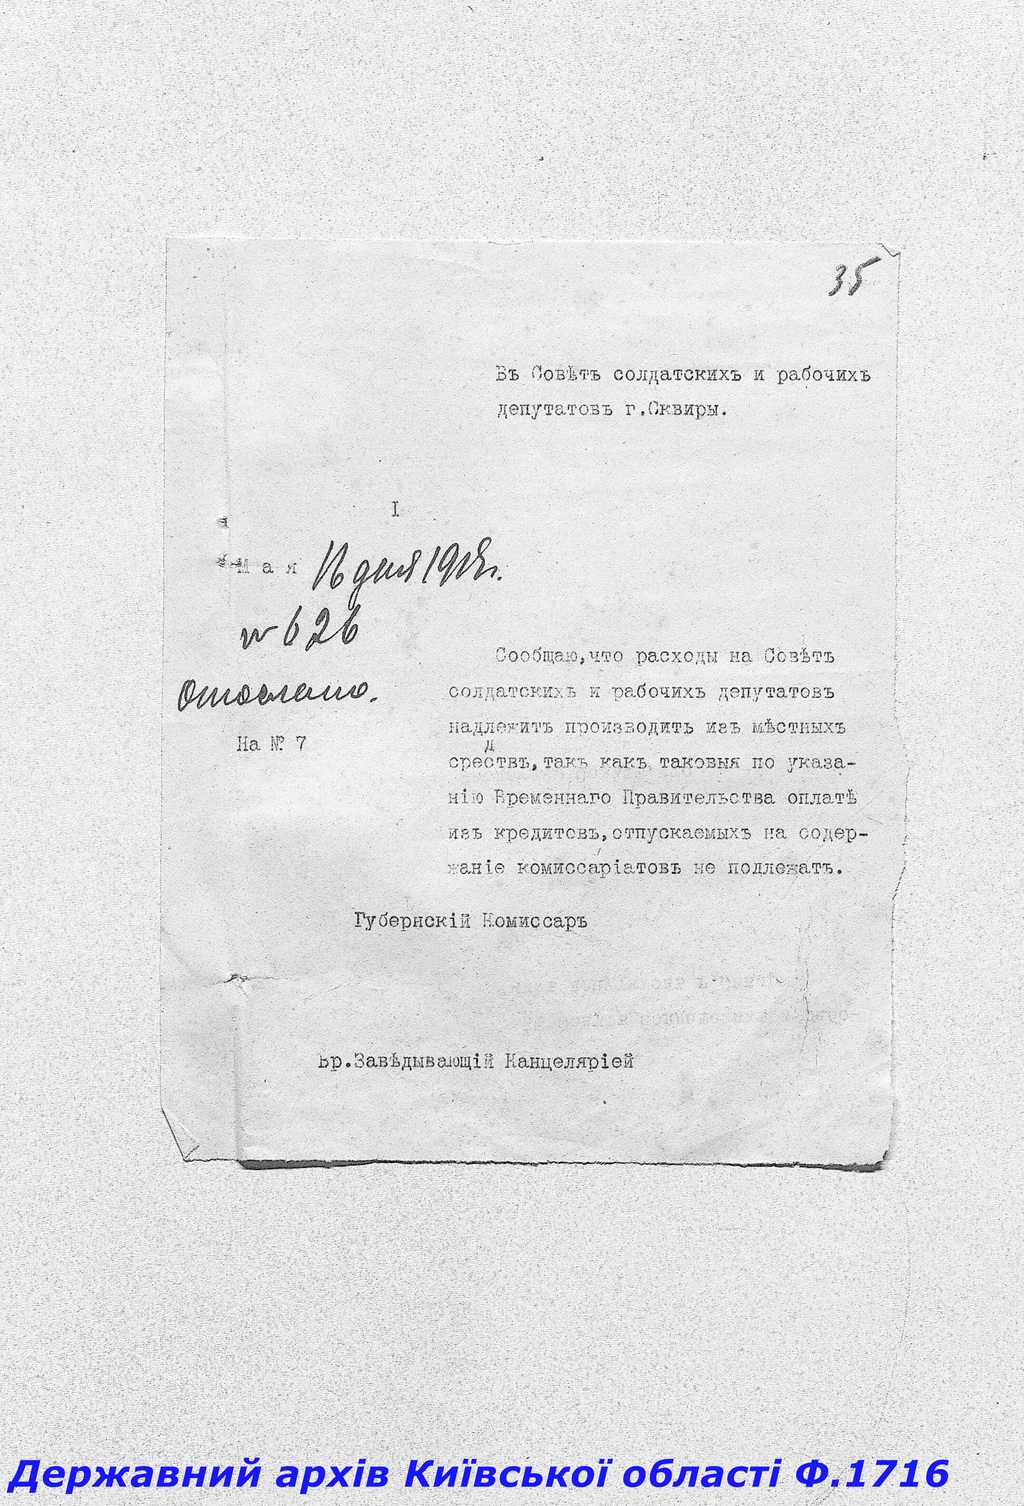 35
Въ Совѣтъ солдатскихъ и рабочихъ
депутатовъ г.Сквиры.
I
Мая 16 дня 191 г.
№ 626
Отослано.
На № 7
Сообщаю,что расходы на Совѣтъ
солдатскихъ и рабочихъ депутатовъ
надлежитъ производить изъ мѣстныхъ
средствъ,такъ какъ таковыя по указа-
нію Временнаго Правительства оплатѣ
изъ кредитовъ,отпускаемыхъ на содер-
жаніе комиссаріатовъ не подлежатъ.
Губернскій Комиссаръ
Вр.Завѣдывающій Канцеляріей
Державний архів Київської області Ф.1716